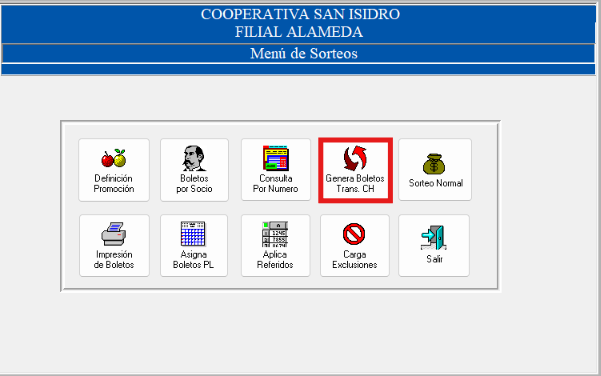 COOPERATIVA SAN ISIDRO
FILIAL ALAMEDA
Menú de Sorteos
Definición
Promoción
Boletos
por Socio
Consulta
Por Numero
Genera Boletos
Trans. CH
Sorteo Normal
Impresión
de Boletos
Asigna
Boletos PL
Aplica
Referidos
Carga
Exclusiones
Salir